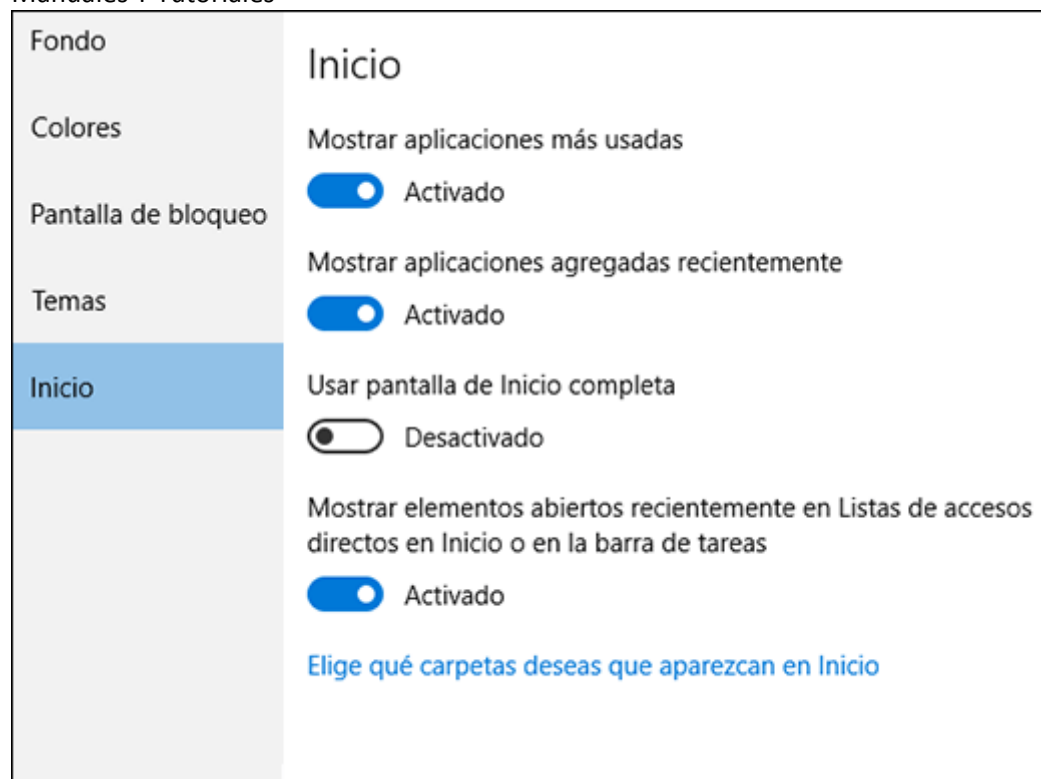 Manuales Y Tutoriales
Fondo
Colores
Pantalla de bloqueo
Temas
Inicio
Inicio
Mostrar aplicaciones más usadas
Activado
Mostrar aplicaciones agregadas recientemente
Activado
Usar pantalla de Inicio completa
Desactivado
Mostrar elementos abiertos recientemente en Listas de accesos
directos en Inicio o en la barra de tareas
Activado
Elige qué carpetas deseas que aparezcan en Inicio